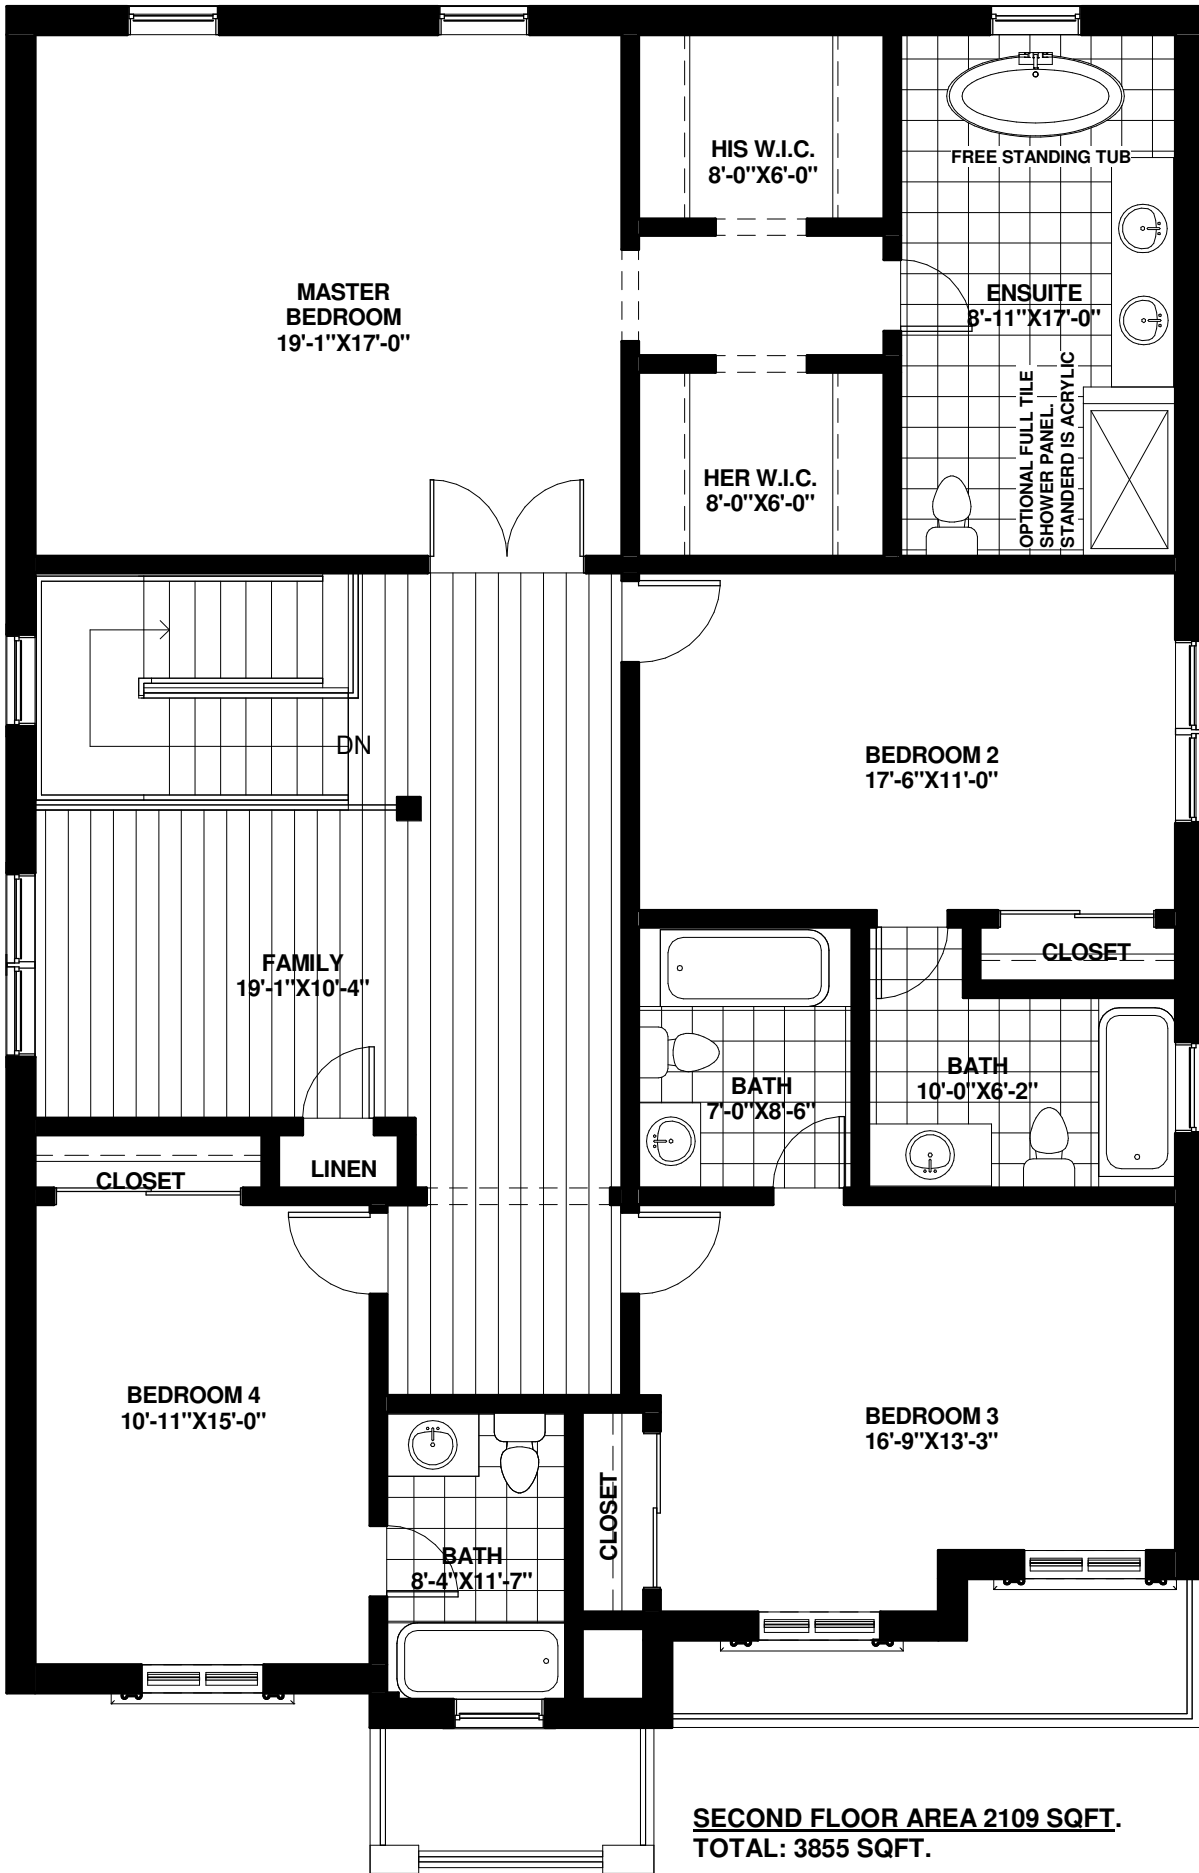 HIS W.I.C.
8'-0"X6'-0"
FREE STANDING TUB
MASTER
BEDROOM
19'-1"X17'-0"
ENSUITE
8'-11"X17'-0"
OPTIONAL FULL TILE
SHOWER PANEL.
STANDERD IS ACRYLIC
HER W.I.C.
8'-0"X6'-0"
DN
BEDROOM 2
17'-6"X11'-0"
CLOSET
FAMILY
19'-1"X10'-4"
BATH
7'-0"X8'-6"
BATH
10'-0"X6'-2"
CLOSET
LINEN
BEDROOM 4
10'-11"X15'-0"
BEDROOM 3
16'-9"X13'-3"
CLOSET
BATH
8'-4"X11'-7"
SECOND FLOOR AREA 2109 SQFT.
TOTAL: 3855 SQFT.